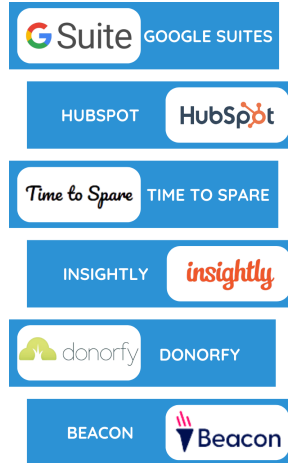 G Suite GOOGLE SUITES
HUBSPOT HubSpot
Time to Spare TIME TO SPARE
INSIGHTLY insightly
donorfy DONORFY
BEACON Beacon